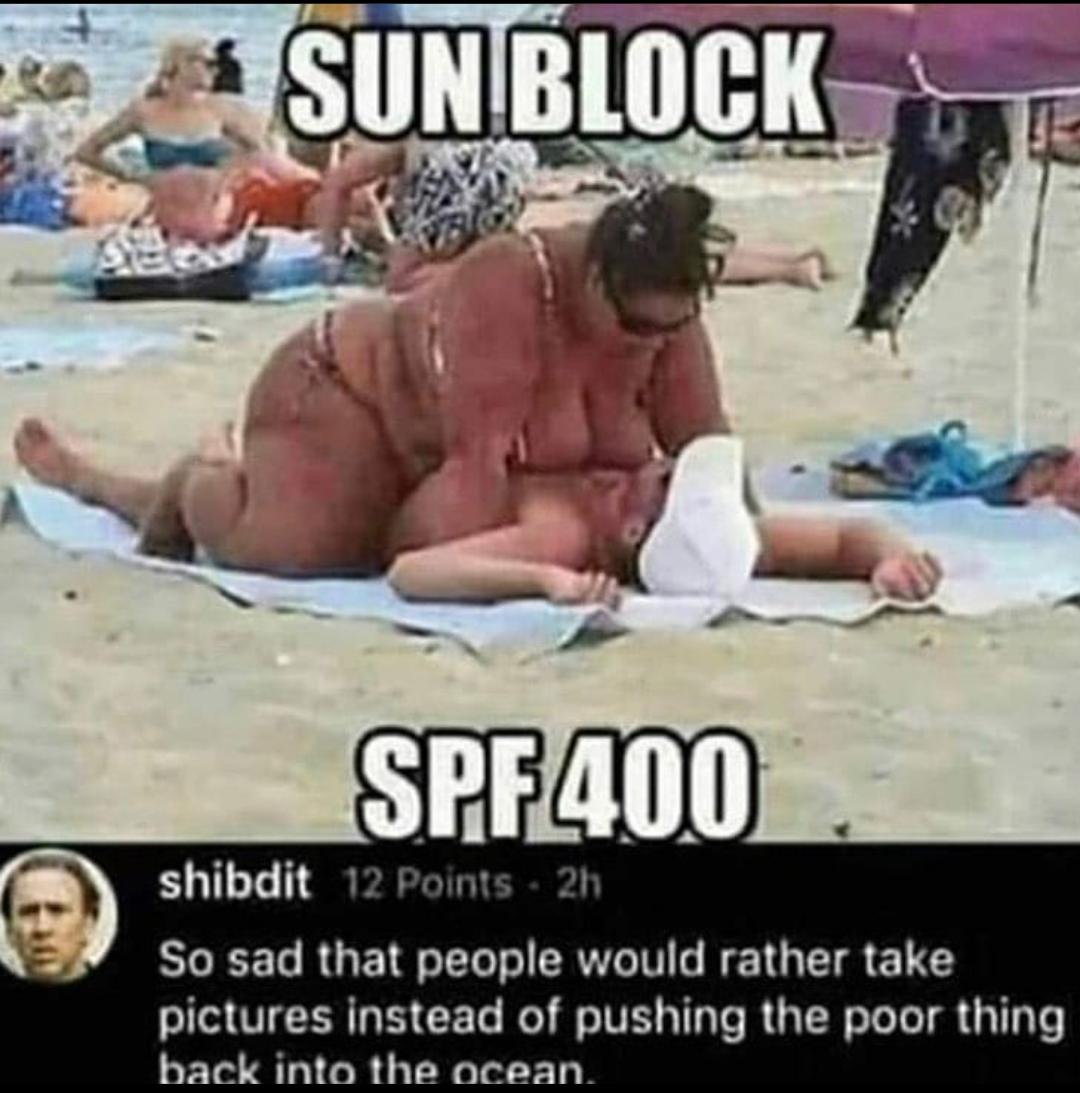 SUN BLOCK
SPF 400
shibdit 12 Points · 2h
So sad that people would rather take
pictures instead of pushing the poor thing
back into the ocean.